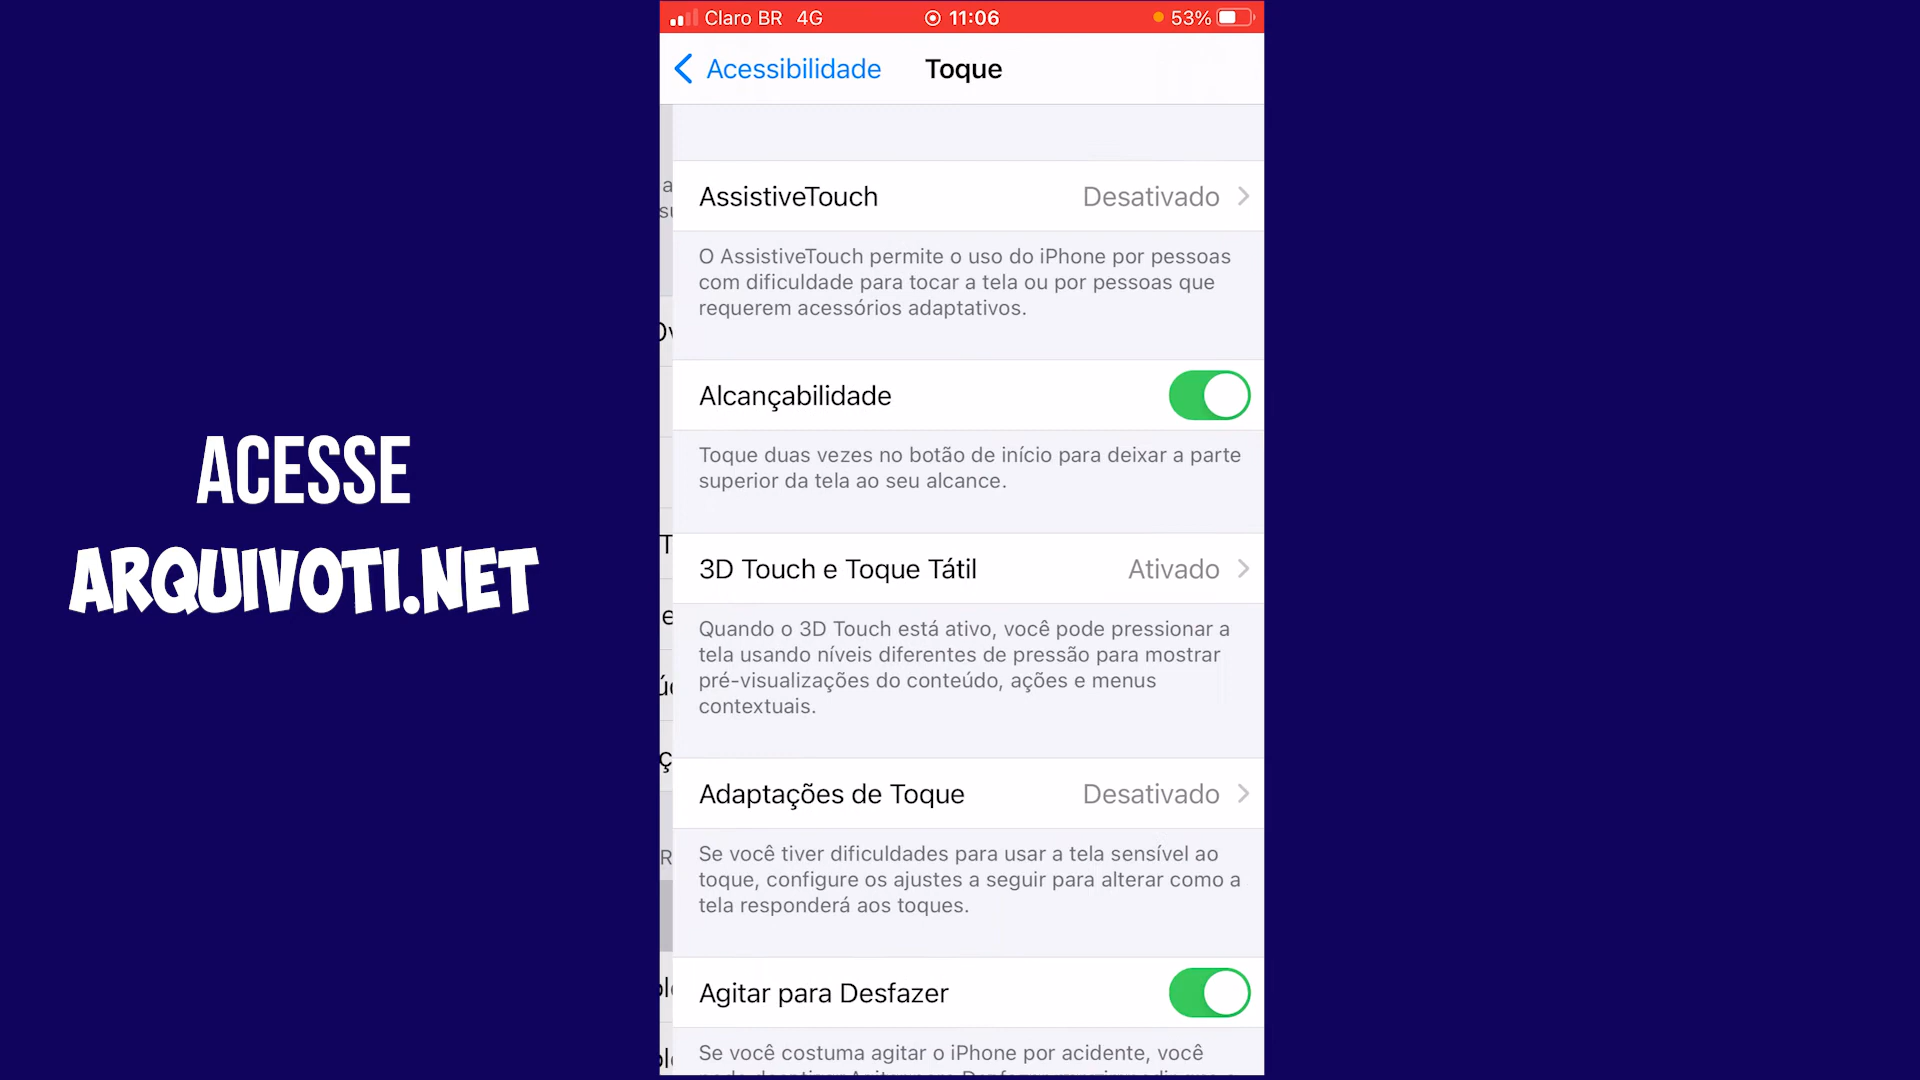 Claro BR 4G 11:06 53%
Acessibilidade Toque
AssistiveTouch Desativado
O AssistiveTouch permite o uso do iPhone por pessoas
com dificuldade para tocar a tela ou por pessoas que
requerem acessórios adaptativos.
Alcançabilidade
Toque duas vezes no botão de início para deixar a parte
superior da tela ao seu alcance.
3D Touch e Toque Tátil Ativado
Quando o 3D Touch está ativo, você pode pressionar a
tela usando níveis diferentes de pressão para mostrar
pré-visualizações do conteúdo, ações e menus
contextuais.
Adaptações de Toque Desativado
Se você tiver dificuldades para usar a tela sensível ao
toque, configure os ajustes a seguir para alterar como a
tela responderá aos toques.
Agitar para Desfazer
Se você costuma agitar o iPhone por acidente, você
ACESSE
ARQUIVOTI.NET